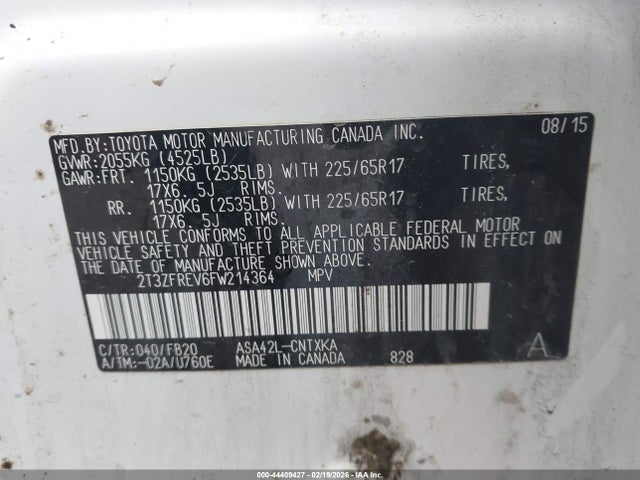 MFD.BY:TOYOTA MOTOR MANUFACTURING CANADA INC. 08/15
GVWR:2055KG (4525LB)
GAWR:FRT. 1150KG (2535LB) WITH 225/65R17 TIRES,
17X6. 5J RIMS.
RR. 1150KG (2535LB) WITH 225/65R17 TIRES,
17X6. 5J RIMS.
THIS VEHICLE CONFORMS TO ALL APPLICABLE FEDERAL MOTOR
VEHICLE SAFETY AND THEFT PREVENTION STANDARDS IN EFFECT ON
THE DATE OF MANUFACTURE SHOWN ABOVE.
2T3ZFREV6FW214364 MPV
C/TR:040/FB20 ASA42L-CNTXKA
A/TM:-02A/U760E MADE IN CANADA 828 A
000-44409427 - 02/19/2026 - IAA Inc.